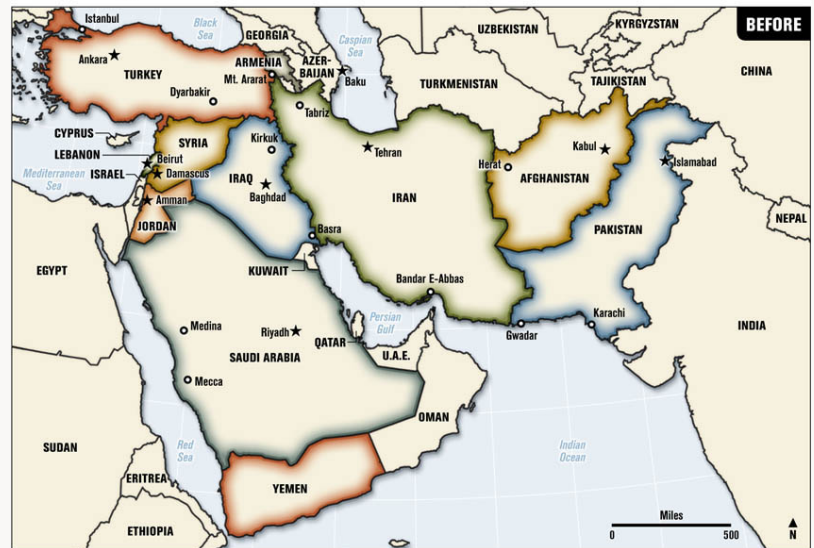 BEFORE
Istanbul
Black
Sea
GEORGIA
Caspian
Sea
UZBEKISTAN
KYRGYZSTAN
Ankara
TURKEY
ARMENIA
Mt. Ararat
AZER-
BAIJAN
Baku
TURKMENISTAN
TAJIKISTAN
CHINA
Dyarbakir
Tabriz
CYPRUS
SYRIA
Kirkuk
Tehran
Herat
Kabul
Islamabad
LEBANON
Beirut
Mediterranean
Sea
ISRAEL
Damascus
IRAQ
Baghdad
AFGHANISTAN
IRAN
Amman
JORDAN
Basra
PAKISTAN
NEPAL
EGYPT
KUWAIT
Bandar E-Abbas
Medina
Riyadh
SAUDI ARABIA
QATAR
Persian
Gulf
U.A.E.
Gwadar
Karachi
INDIA
Mecca
OMAN
SUDAN
Red
Sea
Indian
Ocean
ERITREA
YEMEN
ETHIOPIA
Miles
0 500
N